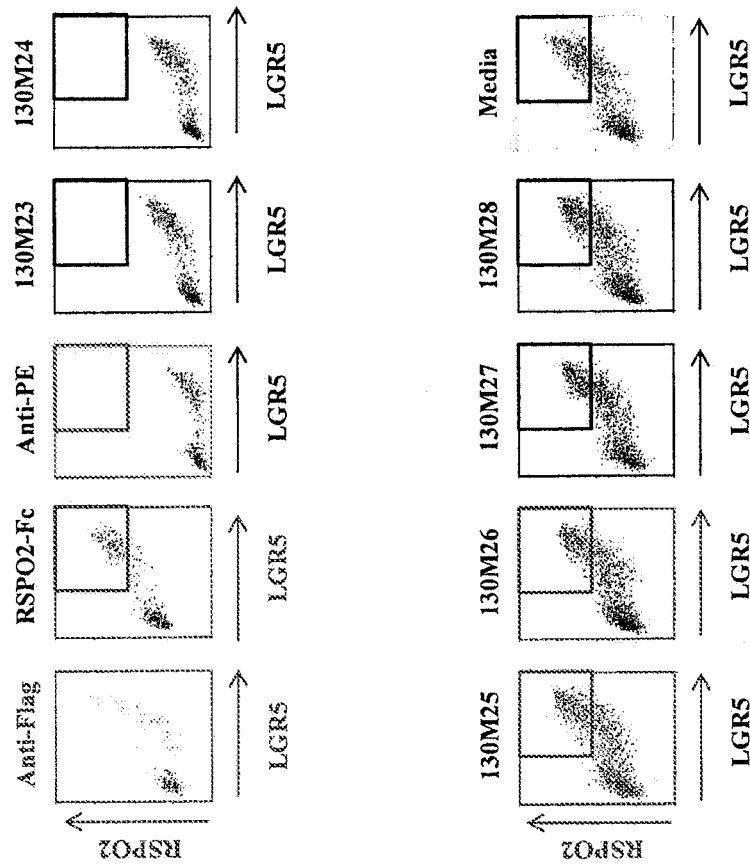 Anti-Flag
RSPO2-Fc
Anti-PE
130M23
130M24
RSPO2
LGR5
LGR5
LGR5
LGR5
LGR5
130M25
130M26
130M27
130M28
Media
RSPO2
LGR5
LGR5
LGR5
LGR5
LGR5